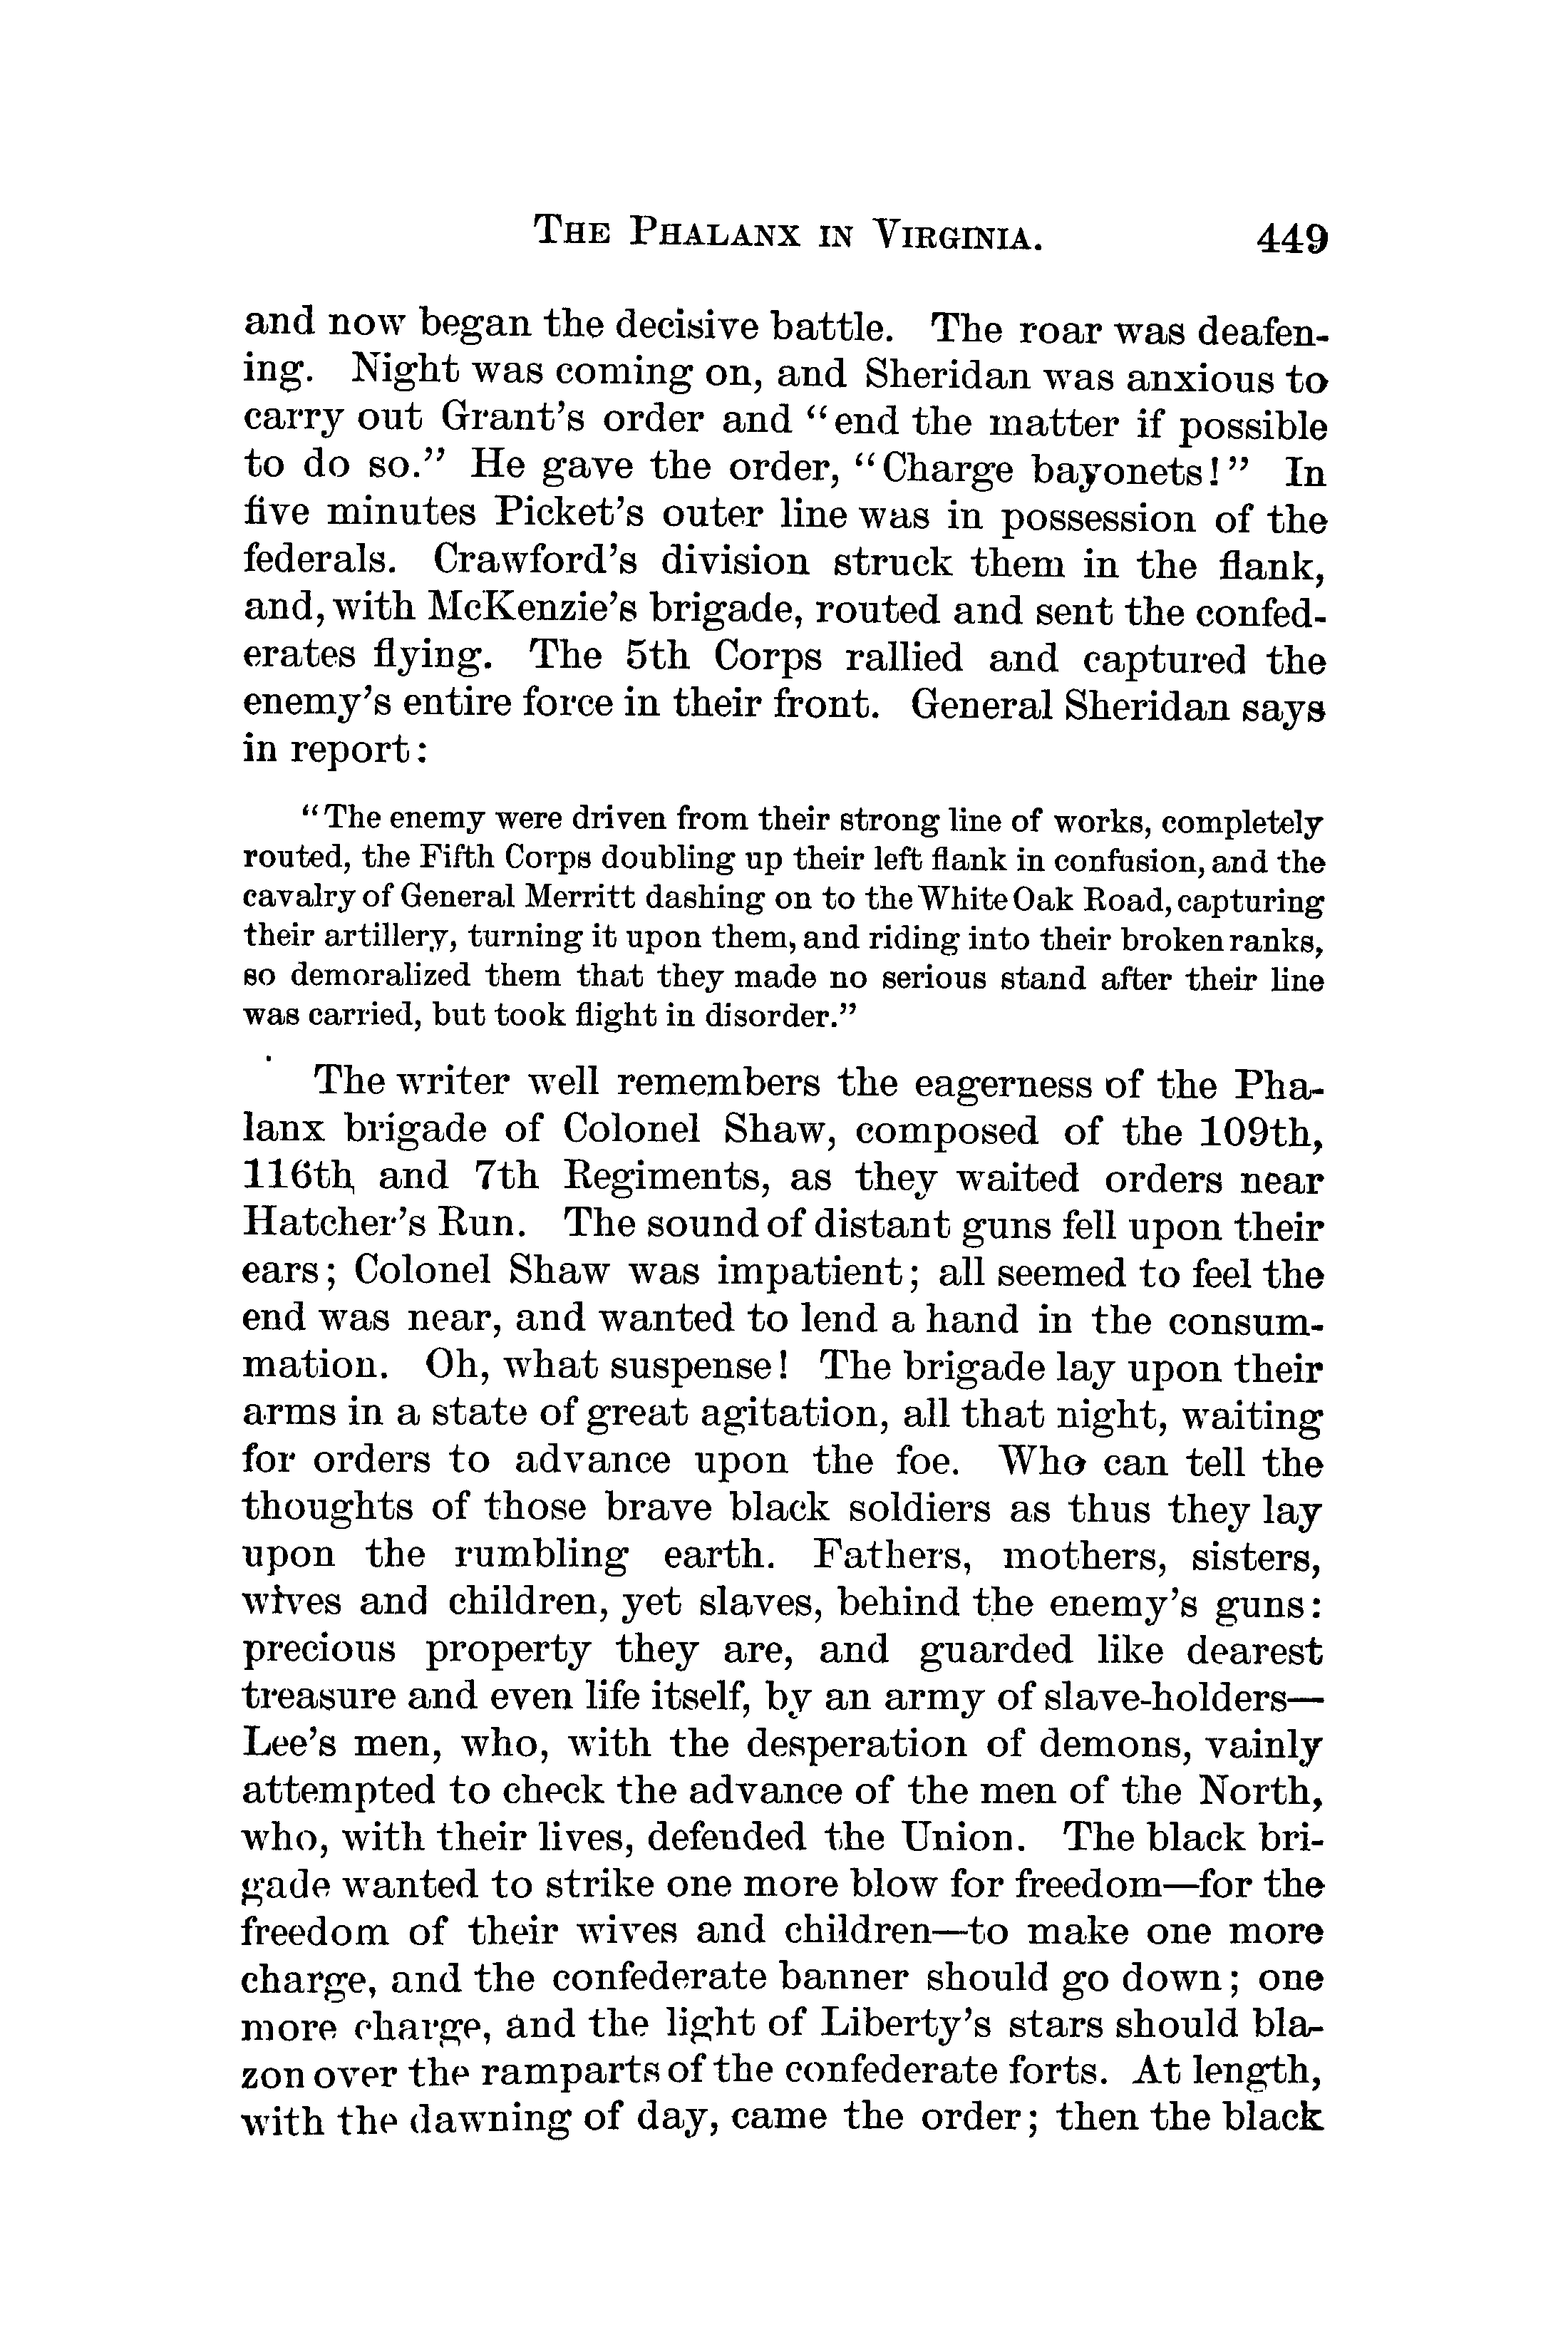 THE PHALANX IN VIRGINIA. 449
and now began the decisive battle. The roar was deafen-
ing. Night was coming on, and Sheridan was anxious to
carry out Grant's order and "end the matter if possible
to do so." He gave the order, "Charge bayonets!" In
five minutes Picket's outer line was in possession of the
federals. Crawford's division struck them in the flank,
and, with McKenzie's brigade, routed and sent the confed-
erates flying. The 5th Corps rallied and captured the
enemy's entire force in their front. General Sheridan says
in report:
"The enemy were driven from their strong line of works, completely
routed, the Fifth Corps doubling up their left flank in confusion, and the
cavalry of General Merritt dashing on to the White Oak Road, capturing
their artillery, turning it upon them, and riding into their broken ranks,
so demoralized them that they made no serious stand after their line
was carried, but took flight in disorder."
The writer well remembers the eagerness of the Pha-
lanx brigade of Colonel Shaw, composed of the 109th,
116th, and 7th Regiments, as they waited orders near
Hatcher's Run. The sound of distant guns fell upon their
ears; Colonel Shaw was impatient; all seemed to feel the
end was near, and wanted to lend a hand in the consum-
mation. Oh, what suspense! The brigade lay upon their
arms in a state of great agitation, all that night, waiting
for orders to advance upon the foe. Who can tell the
thoughts of those brave black soldiers as thus they lay
upon the rumbling earth. Fathers, mothers, sisters,
wives and children, yet slaves, behind the enemy's guns:
precious property they are, and guarded like dearest
treasure and even life itself, by an army of slave-holders—
Lee's men, who, with the desperation of demons, vainly
attempted to check the advance of the men of the North,
who, with their lives, defended the Union. The black bri-
gade wanted to strike one more blow for freedom—for the
freedom of their wives and children—to make one more
charge, and the confederate banner should go down; one
more charge, and the light of Liberty's stars should bla-
zon over the ramparts of the confederate forts. At length,
with the dawning of day, came the order; then the black